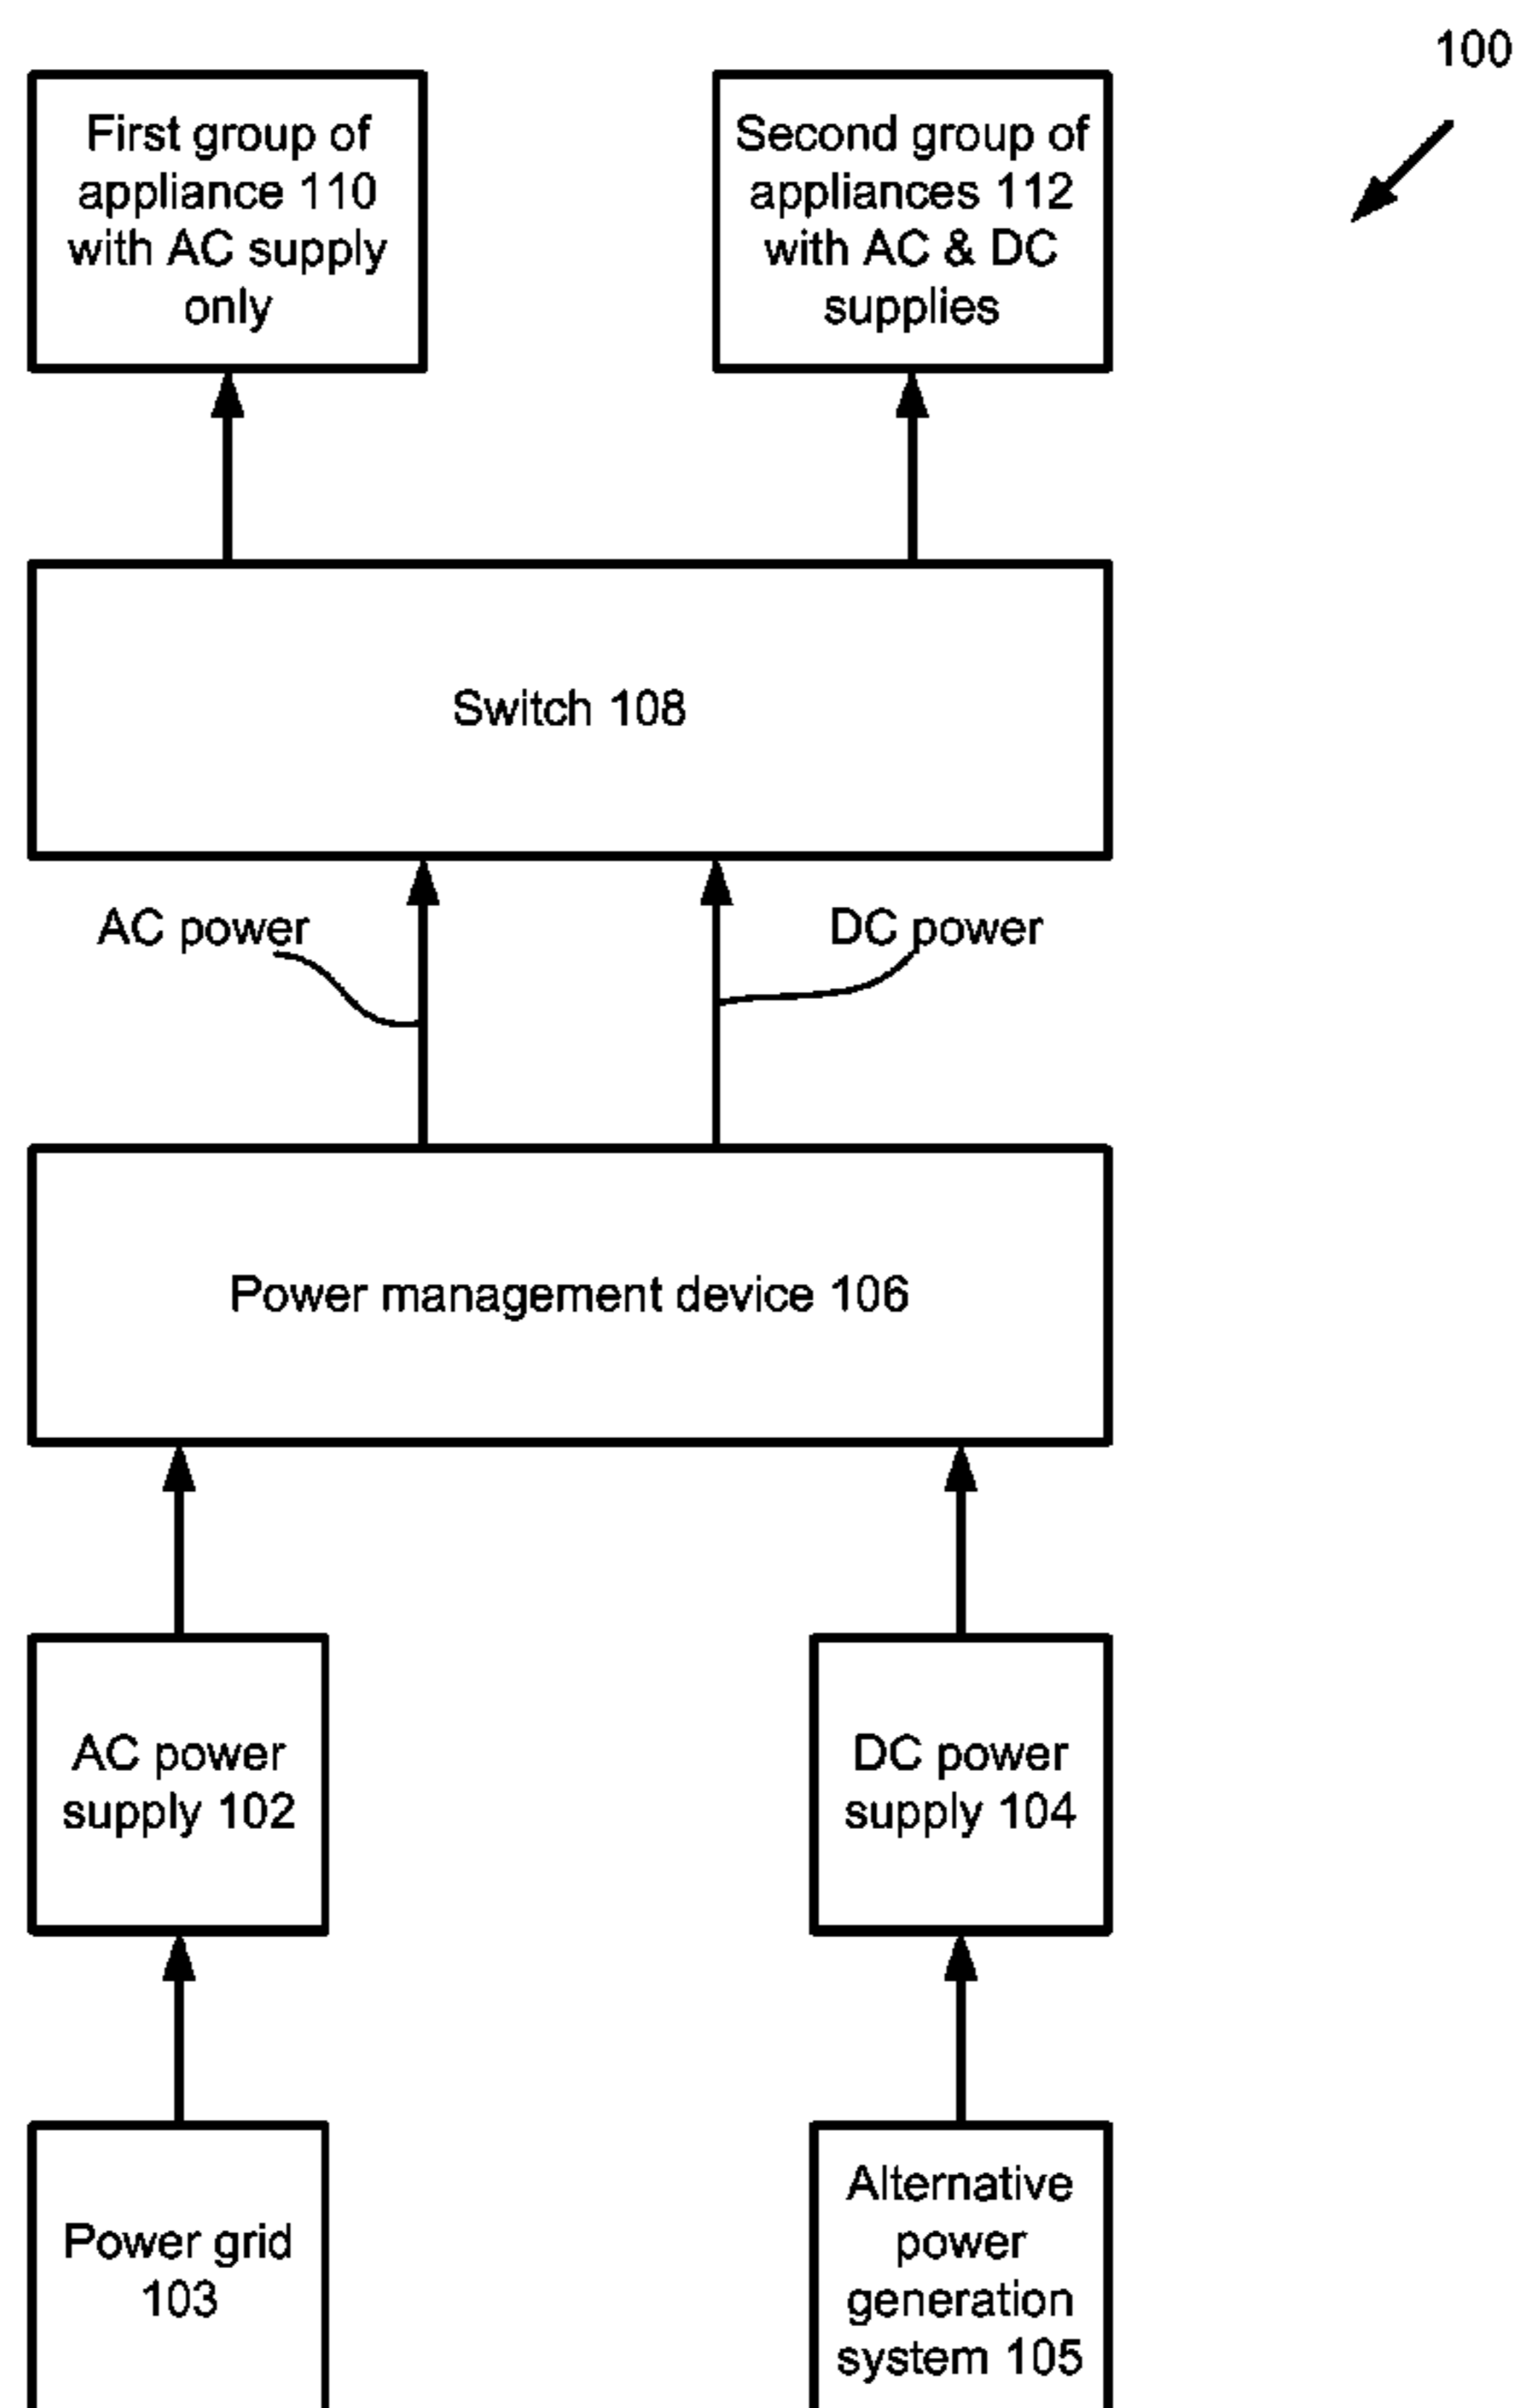 100
First group of
appliance 110
with AC supply
only
Second group of
appliances 112
with AC & DC
supplies
Switch 108
AC power
DC power
Power management device 106
AC power
supply 102
DC power
supply 104
Power grid
103
Alternative
power
generation
system 105